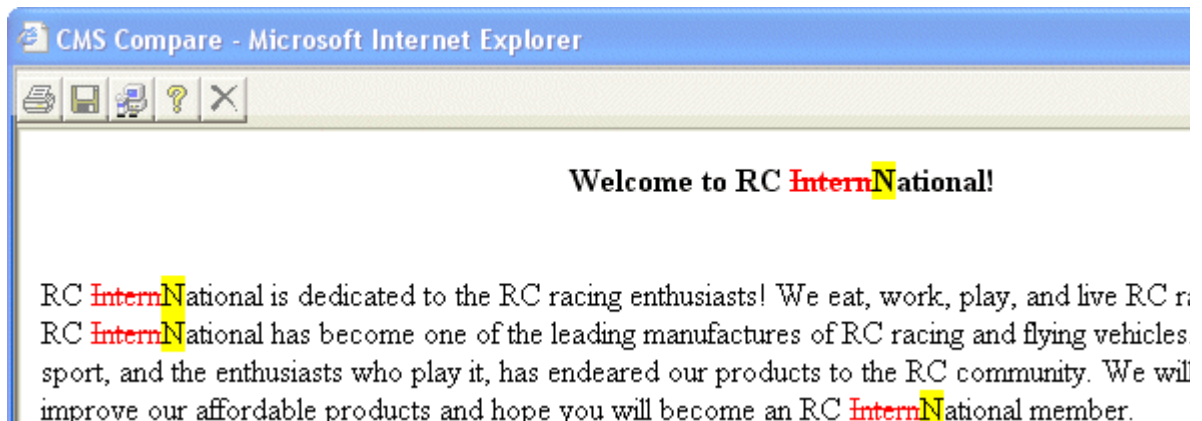 CMS Compare - Microsoft Internet Explorer
Welcome to RC InternNational!
RC InternNational is dedicated to the RC racing enthusiasts! We eat, work, play, and live RC
RC InternNational has become one of the leading manufactures of RC racing and flying vehicles.
sport, and the enthusiasts who play it, has endeared our products to the RC community. We will
improve our affordable products and hope you will become an RC InternNational member.